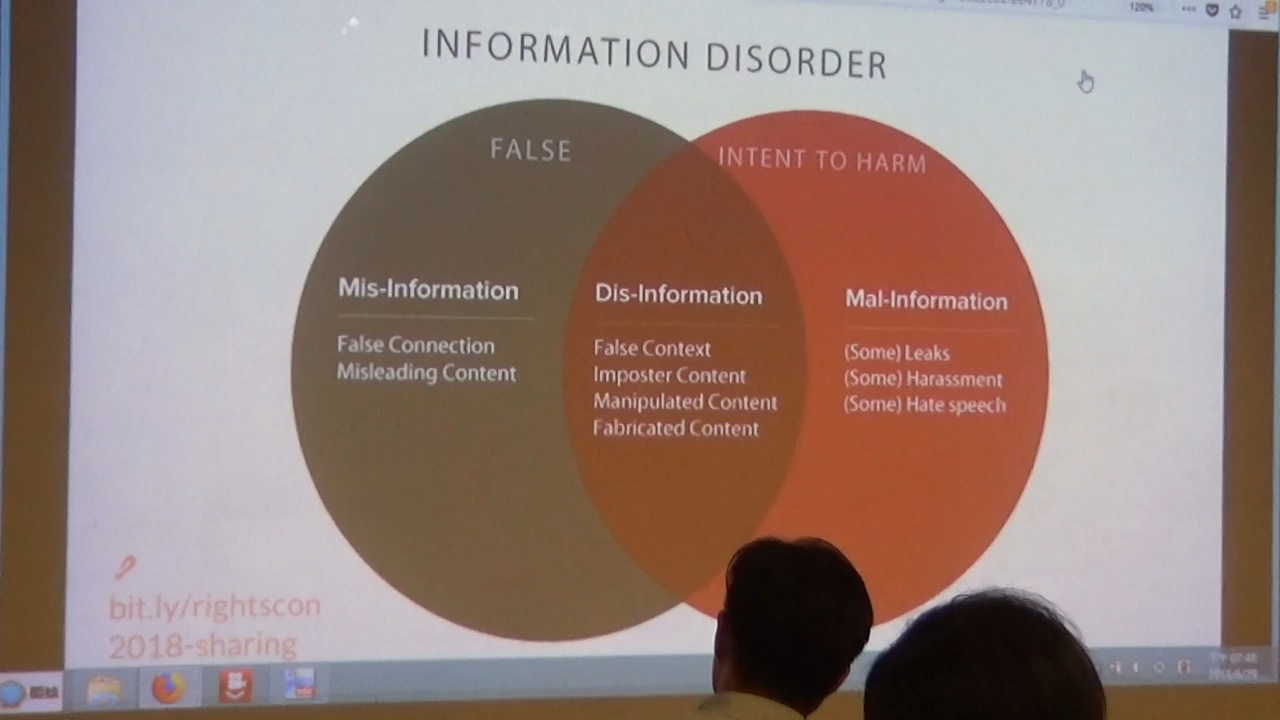 120%
INFORMATION DISORDER
FALSE
INTENT TO HARM
Mis-Information
False Connection
Misleading Content
Dis-Information
False Context
Imposter Content
Manipulated Content
Fabricated Content
Mal-Information
(Some) Leaks
(Some) Harassment
(Some) Hate speech
bit.ly/rightscon
2018-sharing